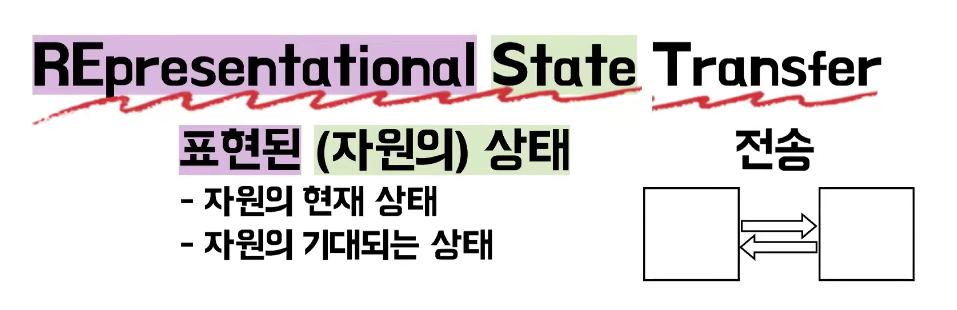 REpresentational State Transfer
표현된 (자원의) 상태 전송
- 자원의 현재 상태
- 자원의 기대되는 상태